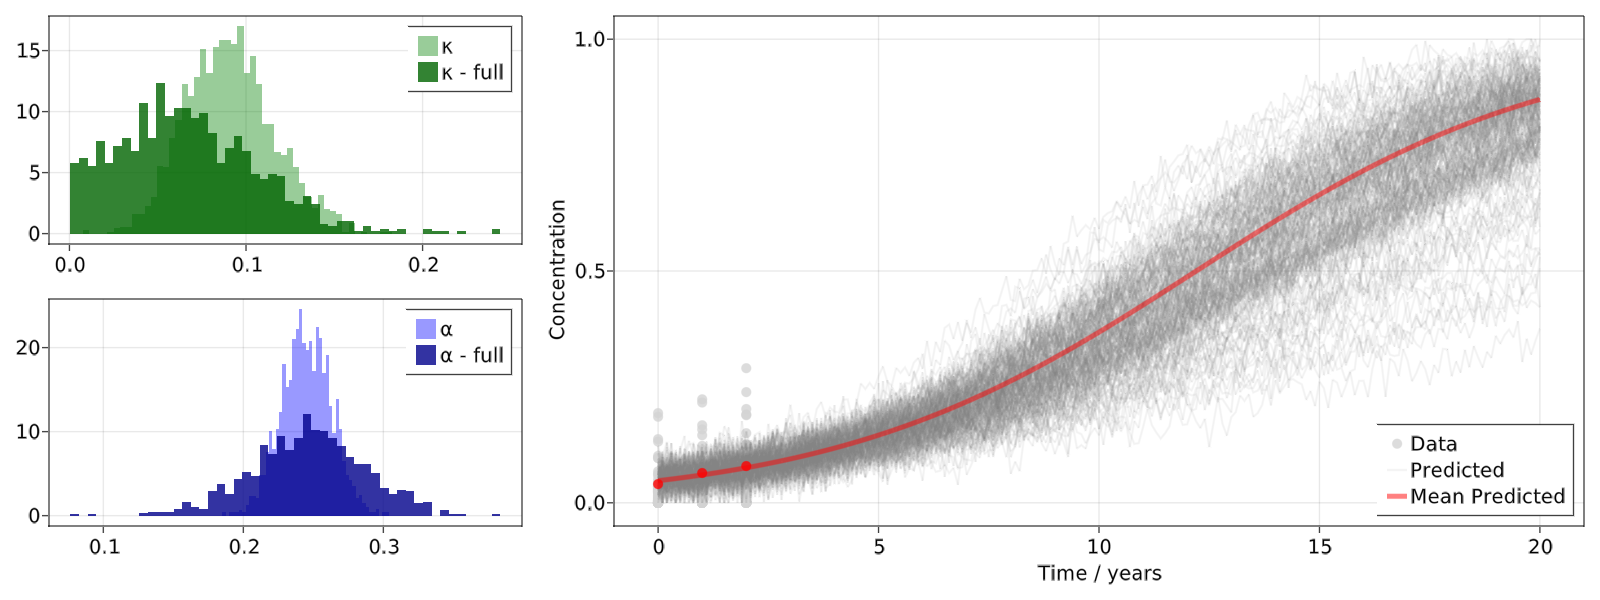 15
10
5
0
0.0
0.1
0.2
κ
κ - full
20
10
0
0.1
0.2
0.3
α
α - full
Concentration
1.0
0.5
0.0
0
5
10
15
20
Time / years
Data
Predicted
Mean Predicted